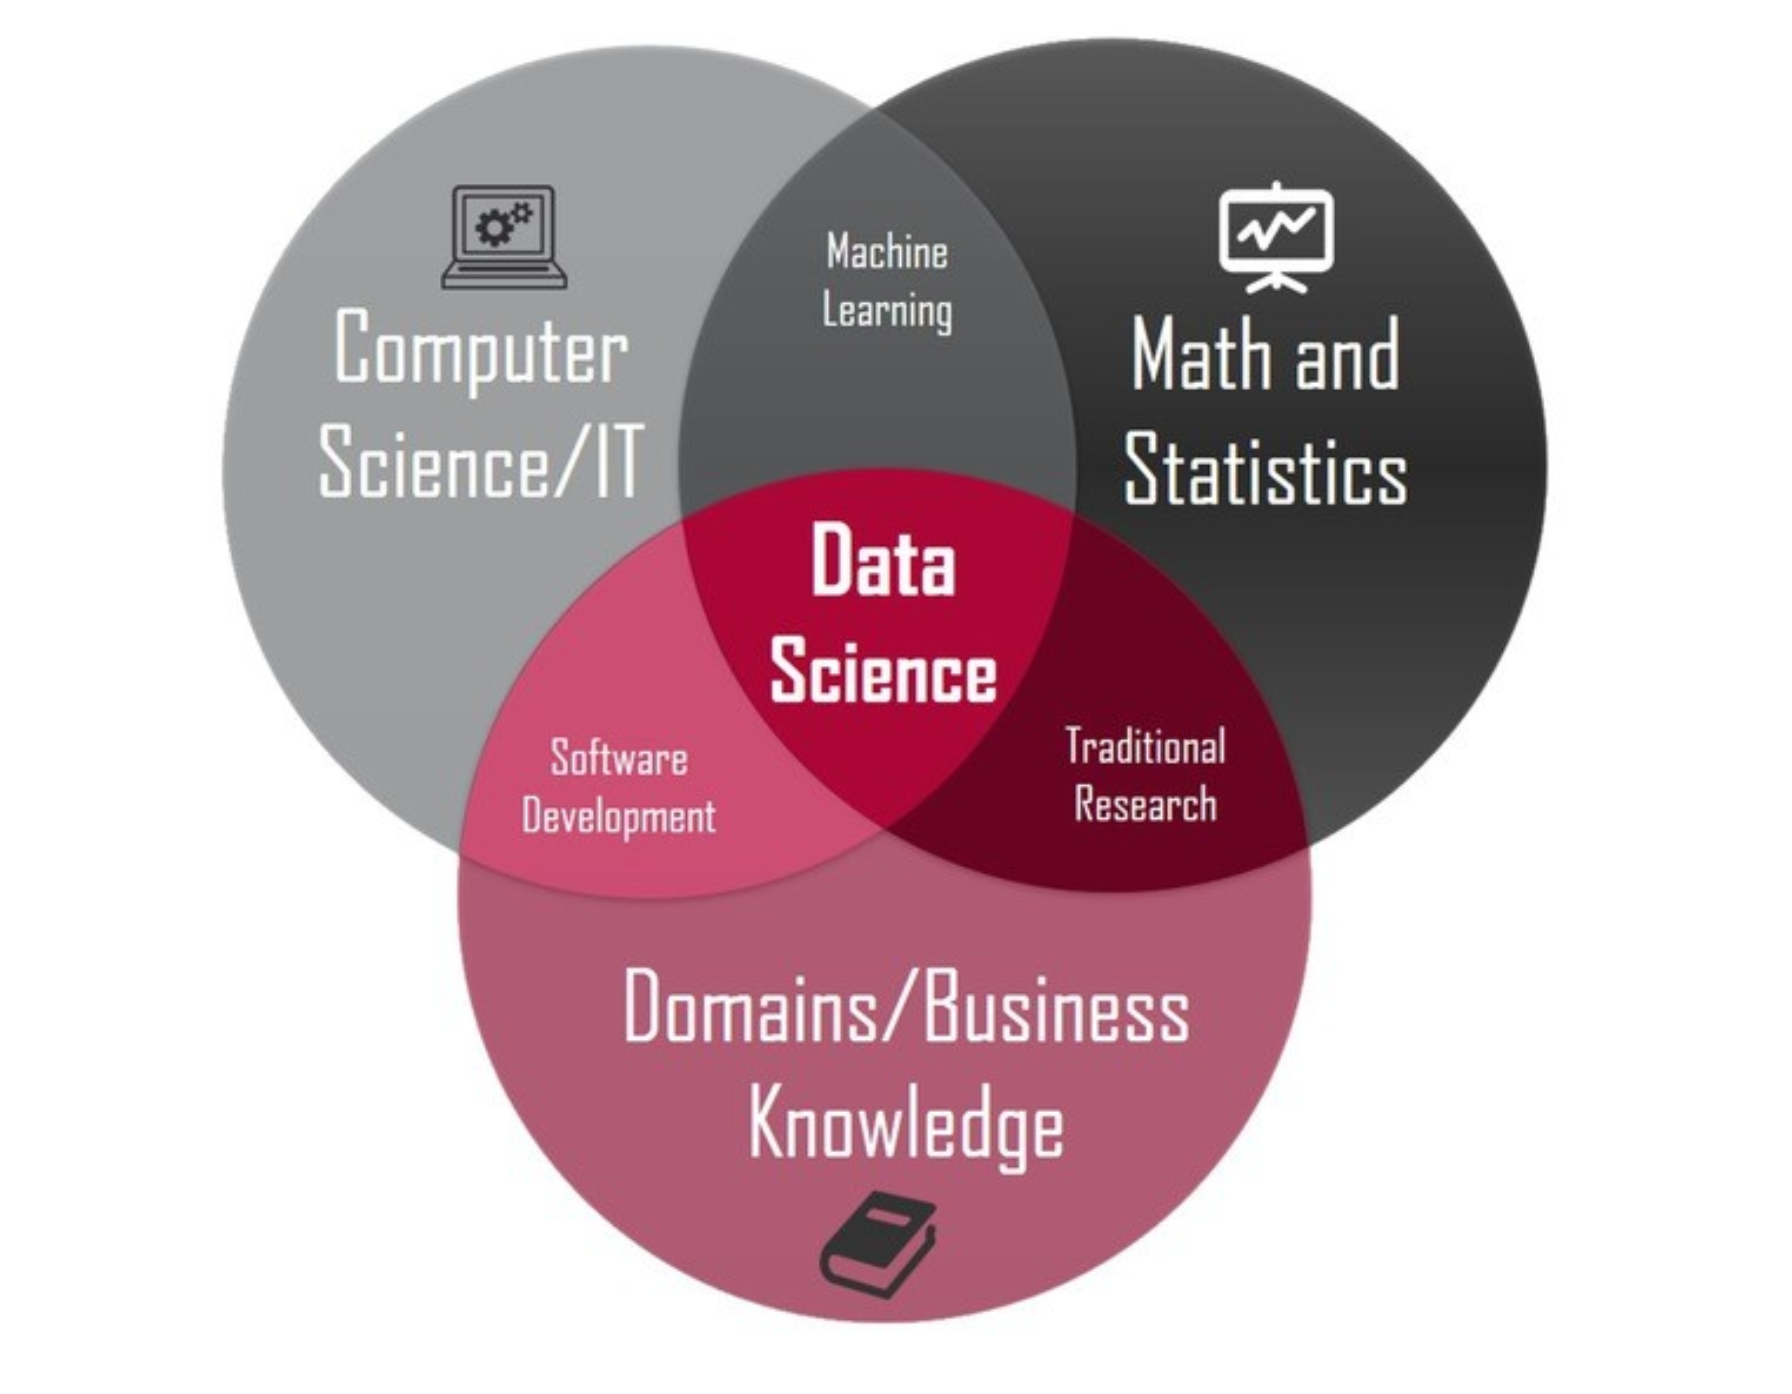 Machine
Learning
Computer
Science/IT
Math and
Statistics
Data
Science
Software
Development
Traditional
Research
Domains/Business
Knowledge